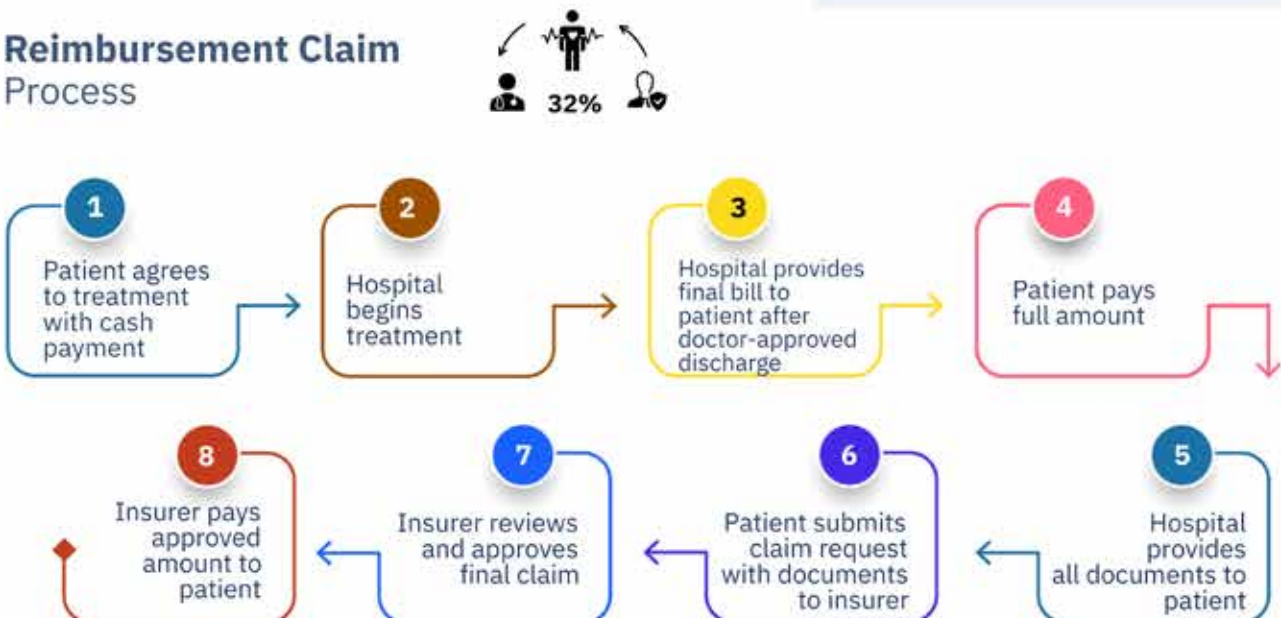 Reimbursement Claim
Process
32%
1
Patient agrees
to treatment
with cash
payment
2
Hospital
begins
treatment
3
Hospital provides
final bill to
patient after
doctor-approved
discharge
4
Patient pays
full amount
5
Hospital
provides
all documents to
patient
6
Patient submits
claim request
with documents
to insurer
7
Insurer reviews
and approves
final claim
8
Insurer pays
approved
amount to
patient